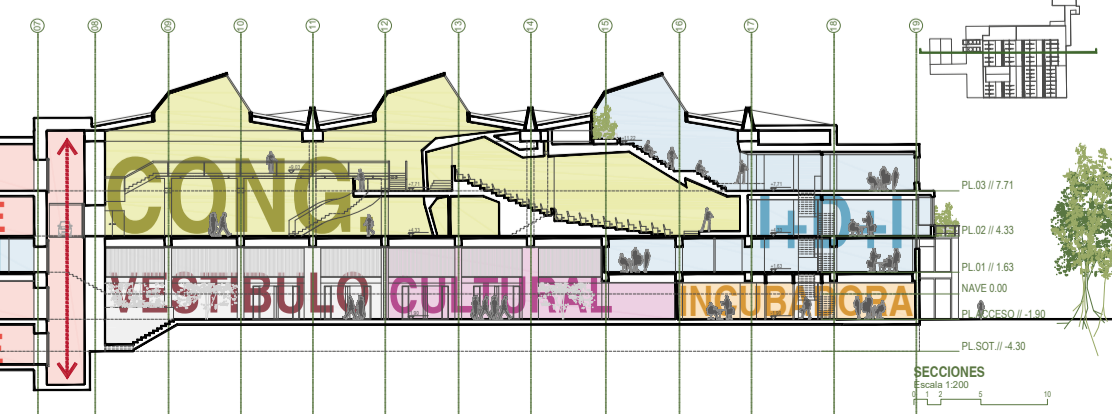 07 08 09 10 11 12 13 14 15 16 17 18 19
CONG.
I+D+I
VESTIBULO CULTURAL INCUBADORA
PL.03 // 7.71
PL.02 // 4.33
PL.01 // 1.63
NAVE 0.00
PL.ACCESO // -1.90
PL.SOT.// -4.30
SECCIONES
Escala 1:200
0 1 2 5 10